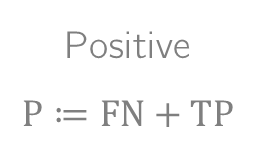 Positive
P ≔ FN + TP